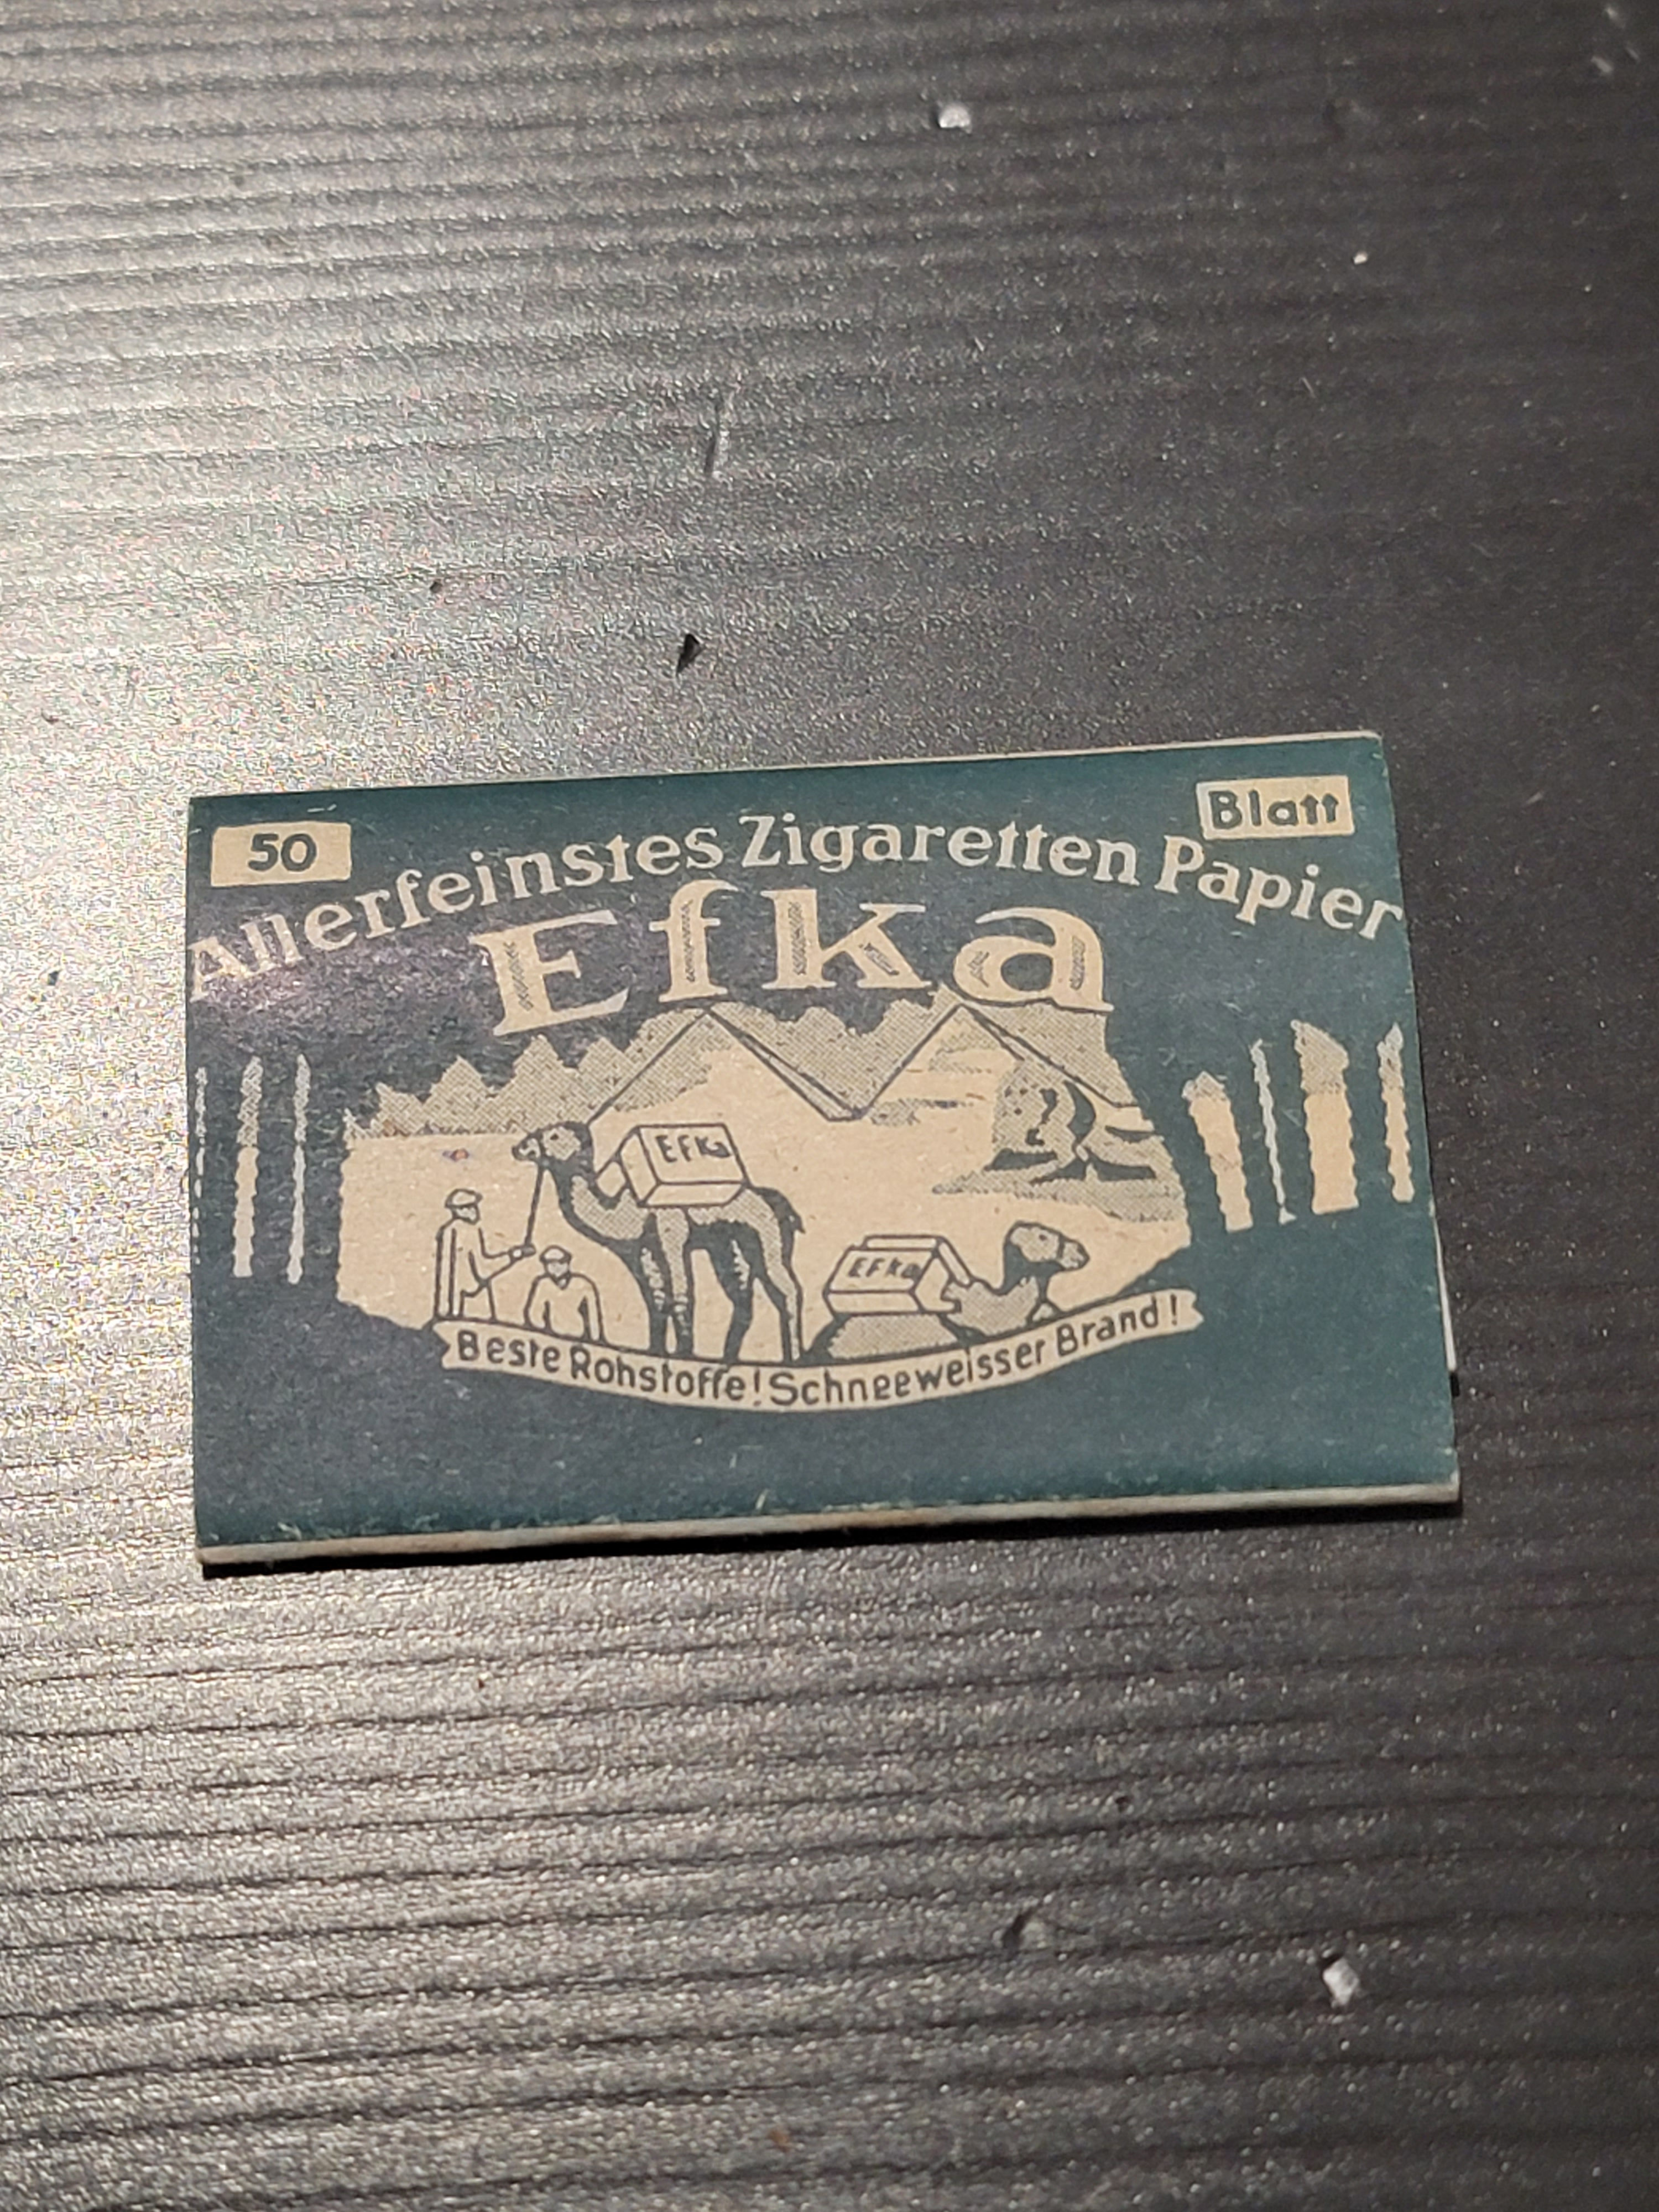 50
Blatt
Allerfeinstes Zigaretten Papier
Efka
EFKa
EFKa
Beste Rohstoffe! Schneeweisser Brand!